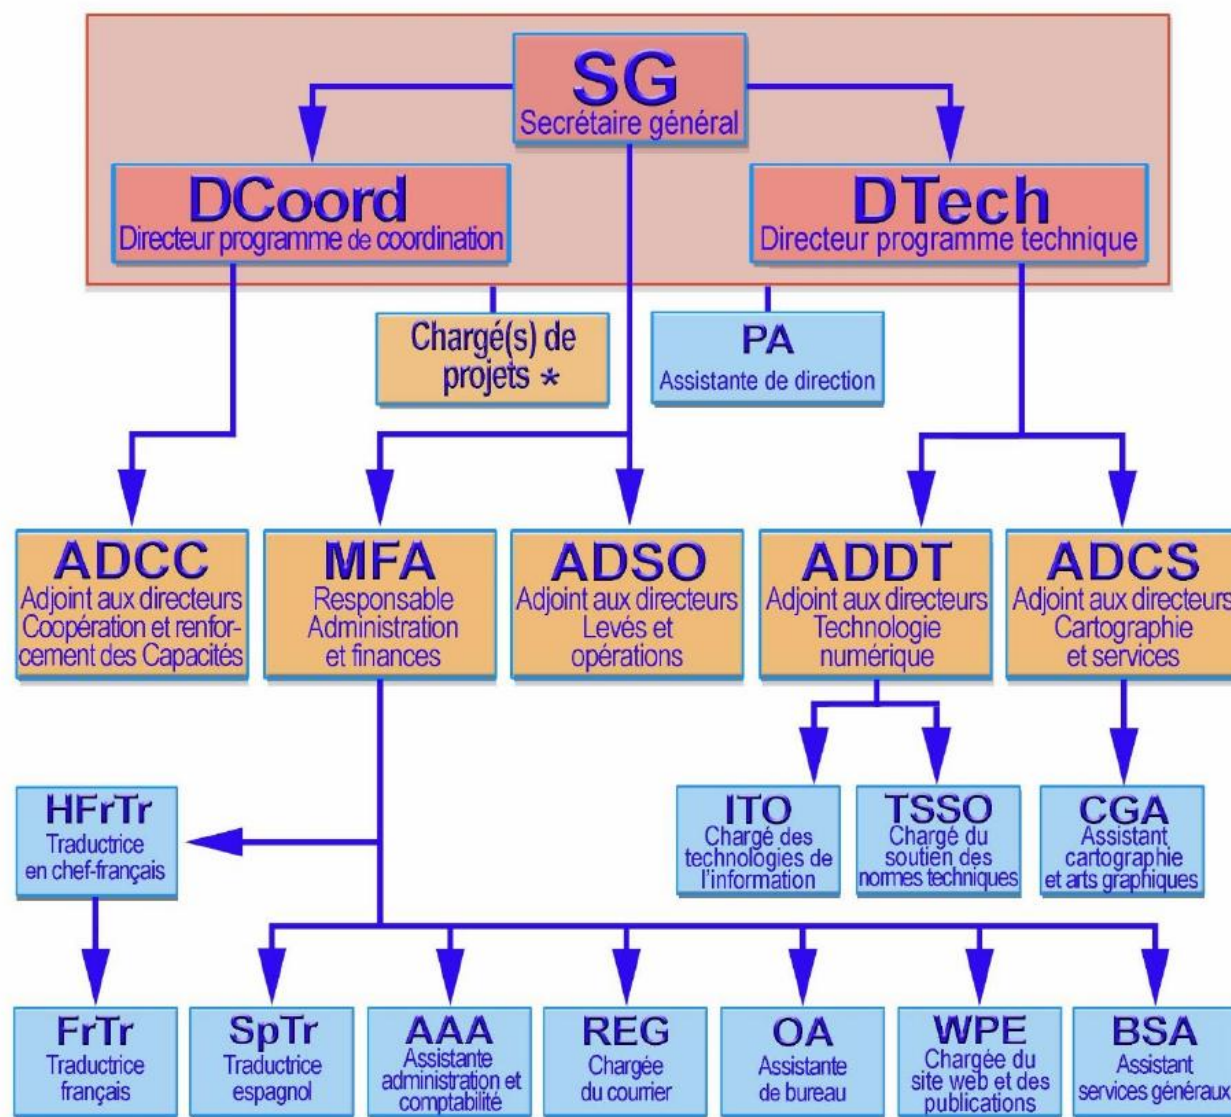 SG
Secrétaire général
DCoord
Directeur programme de coordination
DTech
Directeur programme technique
Chargé(s) de
projets *
PA
Assistante de direction
ADCC
Adjoint aux directeurs
Coopération et renfor-
cement des Capacités
MFA
Responsable
Administration
et finances
ADSO
Adjoint aux directeurs
Levés et
opérations
ADDT
Adjoint aux directeurs
Technologie
numérique
ADCS
Adjoint aux directeurs
Cartographie
et services
HFrTr
Traductrice
en chef-français
ITO
Chargé des
technologies de
l'information
TSSO
Chargé du
soutien des
normes techniques
CGA
Assistant
cartographie
et arts graphiques
FrTr
Traductrice
français
SpTr
Traductrice
espagnol
AAA
Assistante
administration et
comptabilité
REG
Chargée
du courrier
OA
Assistante
de bureau
WPE
Chargée du
site web et des
publications
BSA
Assistant
services généraux